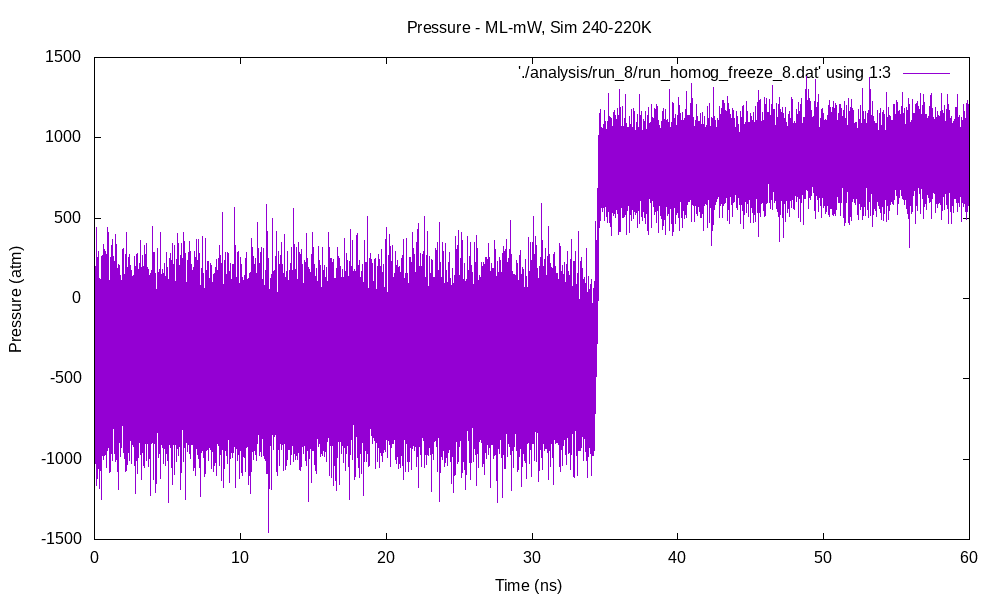 Pressure - ML-mW, Sim 240-220K
'./analysis/run_8/run_homog_freeze_8.dat' using 1:3
Pressure (atm)
1500
1000
500
0
-500
-1000
-1500
0 10 20 30 40 50 60
Time (ns)